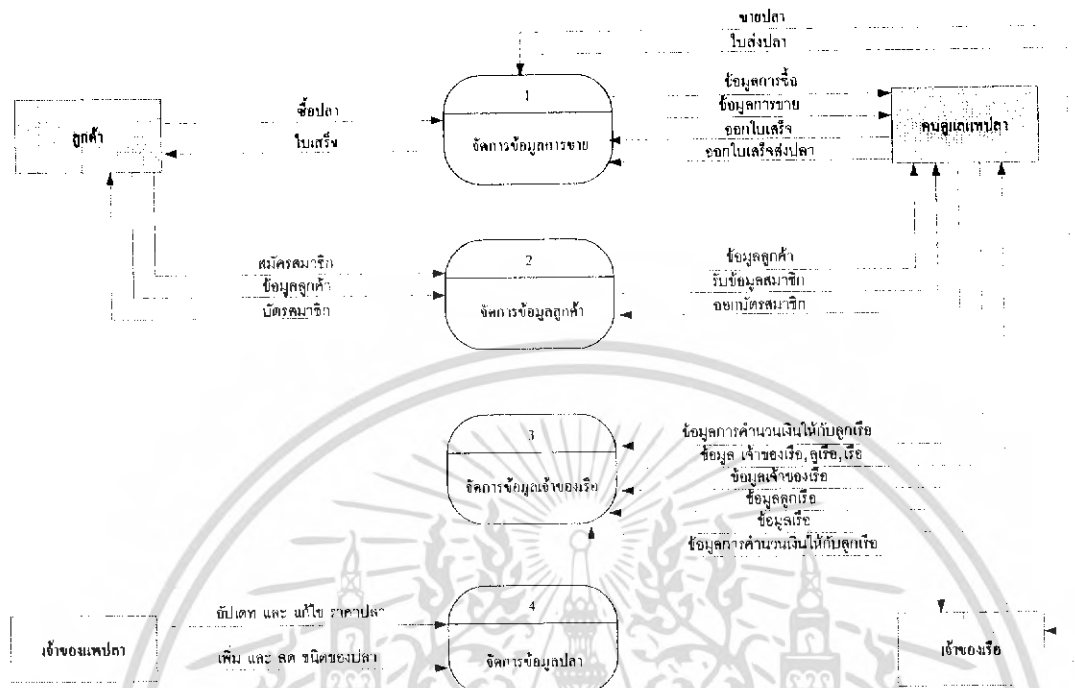 ขายปลา
ใบส่งปลา
ลูกค้า
ซื้อปลา
ใบเสร็จ
1
จัดการข้อมูลการขาย
ข้อมูลการซื้อ
ข้อมูลการขาย
ออกใบเสร็จ
ออกใบเสร็จส่งปลา
คนดูแลแพปลา
สมัครสมาชิก
ข้อมูลลูกค้า
บัตรสมาชิก
2
จัดการข้อมูลลูกค้า
ข้อมูลลูกค้า
รับข้อมูลสมาชิก
ออกบัตรสมาชิก
3
จัดการข้อมูลเจ้าของเรือ
ข้อมูลการคำนวนเงินให้กับลูกเรือ
ข้อมูล เจ้าของเรือ,ลูเรือ,เรือ
ข้อมูลเจ้าของเรือ
ข้อมูลลูกเรือ
ข้อมูลเรือ
ข้อมูลการคำนวนเงินให้กับลูกเรือ
เจ้าของแพปลา
อัปเดท และ แก้ไข ราคาปลา
เพิ่ม และ ลด ชนิดของปลา
4
จัดการข้อมูลปลา
เจ้าของเรือ